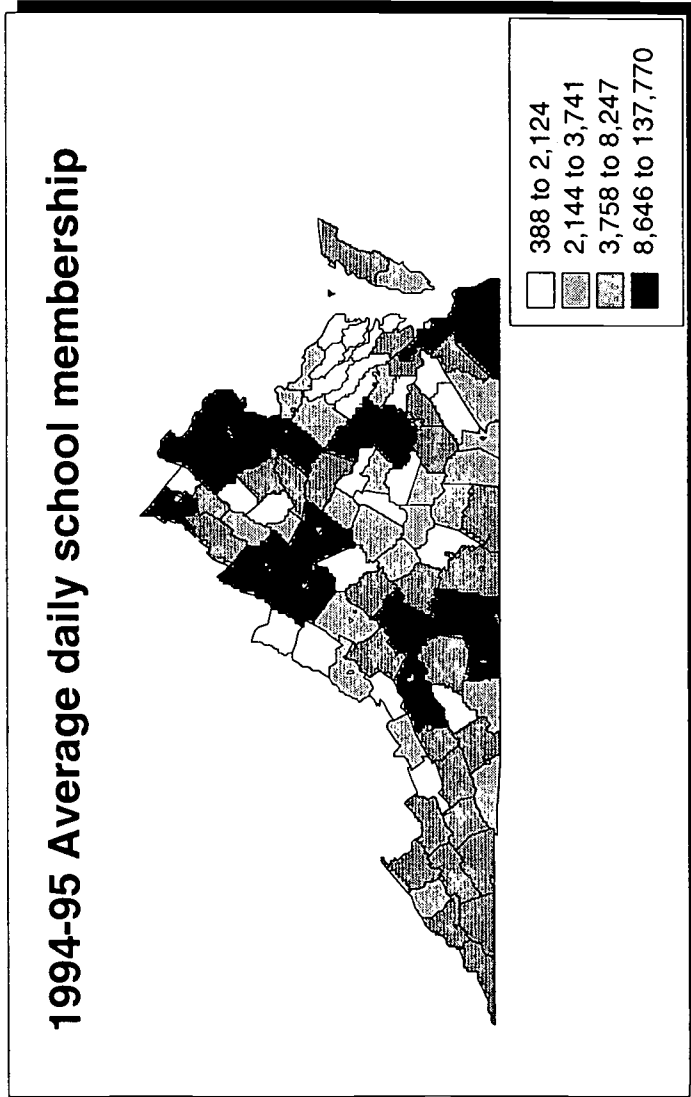 1994-95 Average daily school membership
388 to 2,124
2,144 to 3,741
3,758 to 8,247
8,646 to 137,770